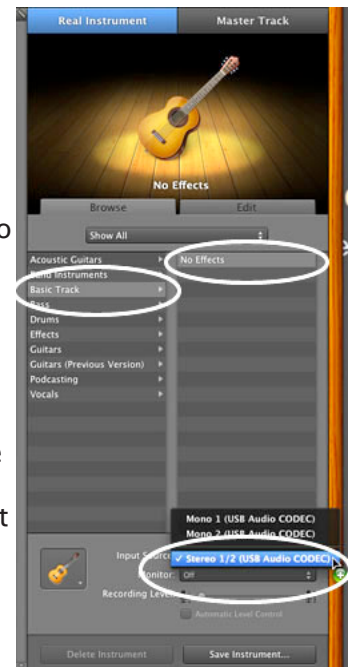 Real Instrument Master Track
No Effects
Browse Edit
Show All
Acoustic Guitars No Effects
Band Instruments
Basic Track
Bass
Drums
Effects
Guitars
Guitars (Previous Version)
Podcasting
Vocals
Mono 1 (USB Audio CODEC)
Mono 2 (USB Audio CODEC)
Input Source: ✓ Stereo 1/2 (USB Audio CODEC)
Monitor: Off
Recording Level:
Automatic Level Control
Delete Instrument Save Instrument...